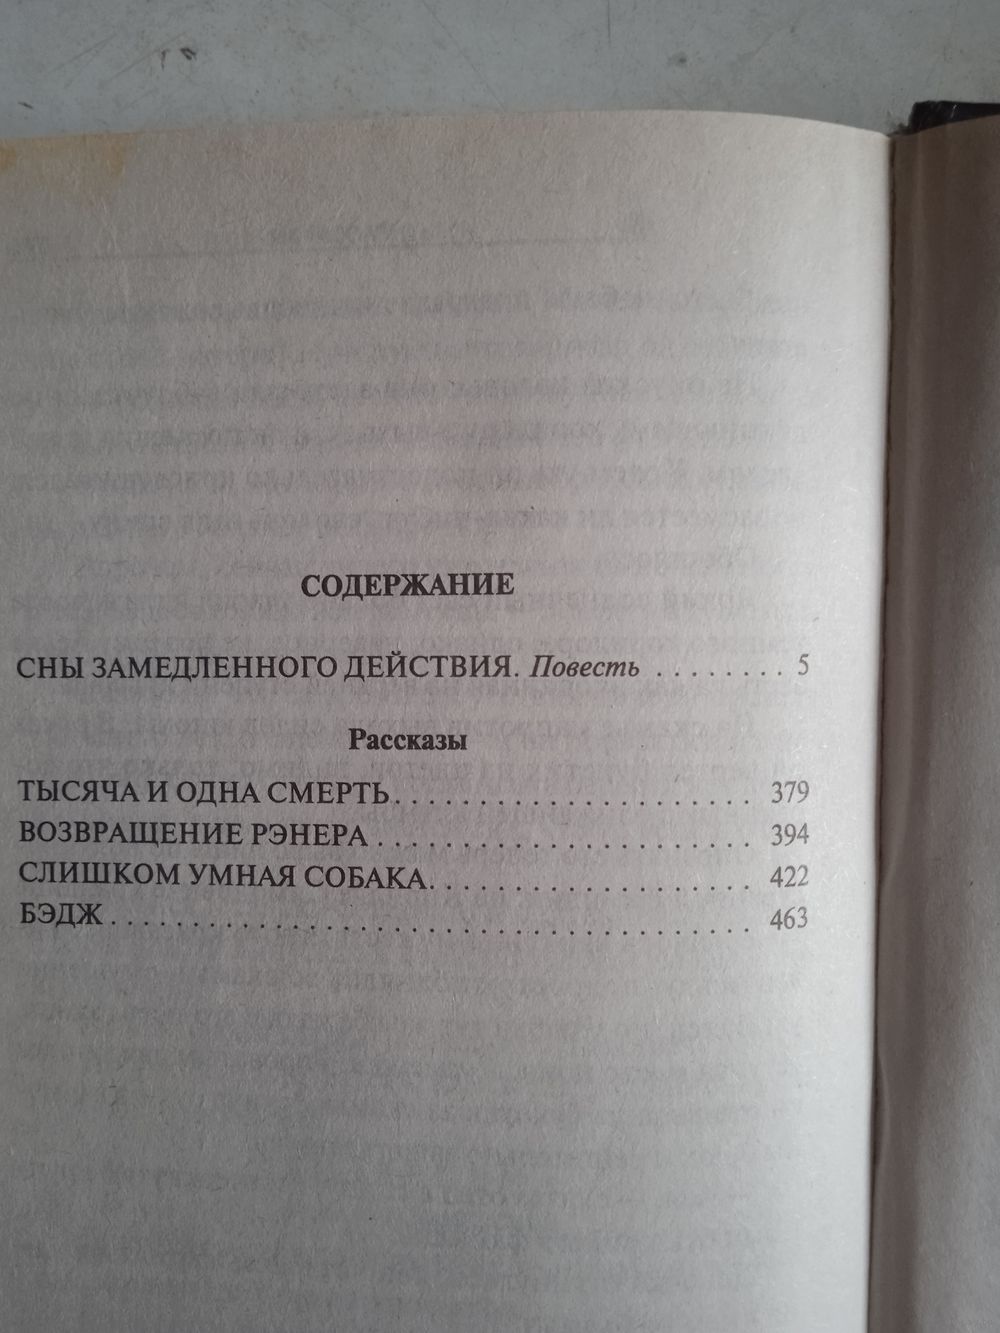 СОДЕРЖАНИЕ
СНЫ ЗАМЕДЛЕННОГО ДЕЙСТВИЯ. Повесть ........ 5
Рассказы
ТЫСЯЧА И ОДНА СМЕРТЬ...................... 379
ВОЗВРАЩЕНИЕ РЭНЕРА....................... 394
СЛИШКОМ УМНАЯ СОБАКА.................... 422
БЭДЖ........................................ 463